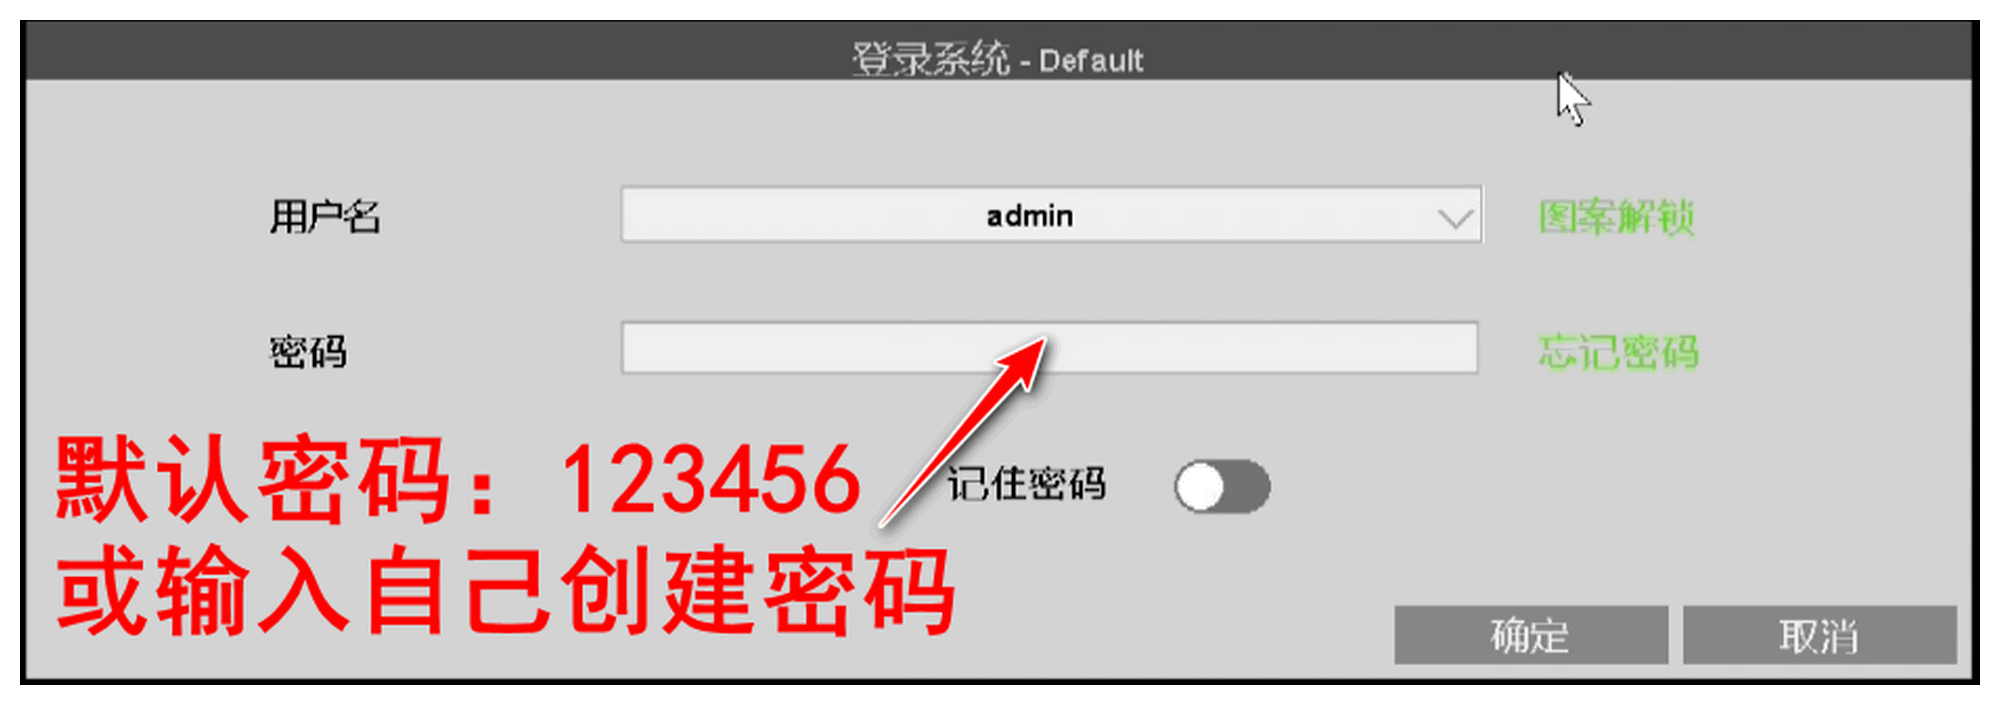 登录系统 - Default
用户名 admin 图案解锁
密码 忘记密码
默认密码：123456 记住密码
或输入自己创建密码
确定 取消